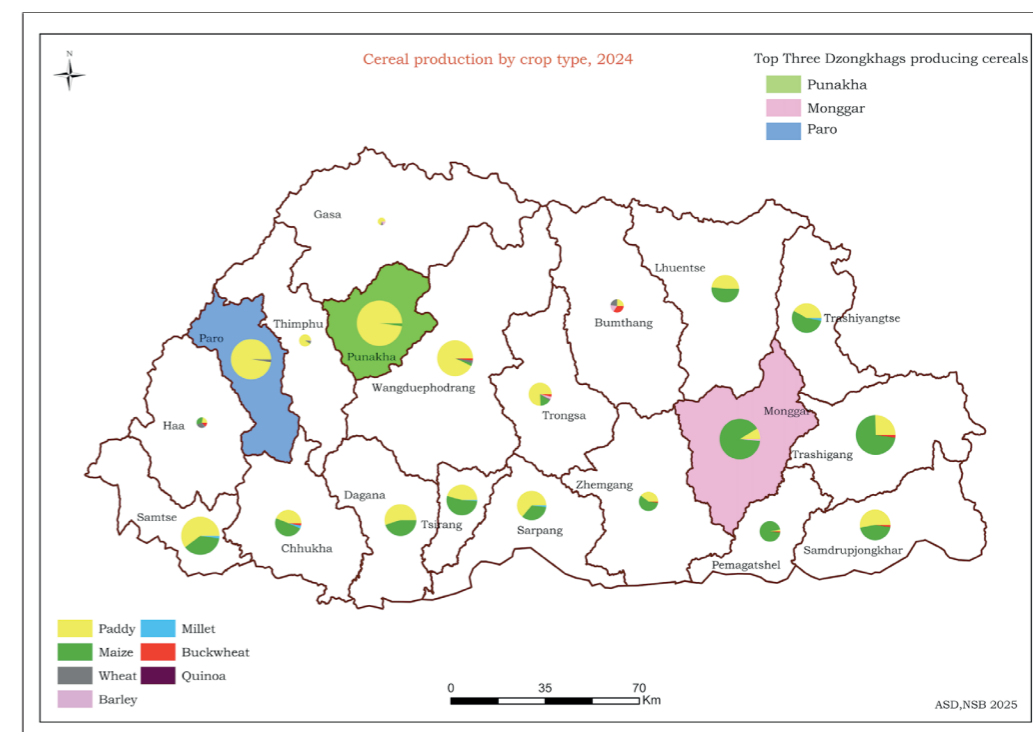 N
Cereal production by crop type, 2024
Top Three Dzongkhags producing cereals
Punakha
Monggar
Paro
Gasa
Lhuentse
Thimphu
Bumthang
Trashiyangtse
Paro
Punakha
Wangduephodrang
Trongsa
Monggar
Haa
Trashigang
Zhemgang
Dagana
Samtse
Tsirang
Sarpang
Chhukha
Samdrupjongkhar
Pemagatshel
Paddy
Millet
Maize
Buckwheat
Wheat
Quinoa
Barley
0 35 70
Km
ASD,NSB 2025